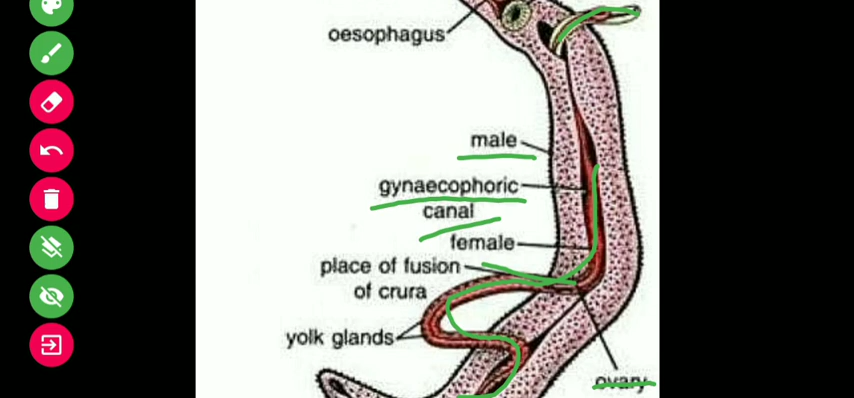 oesophagus
male
gynaecophoric
canal
female
place of fusion
of crura
yolk glands
ovary